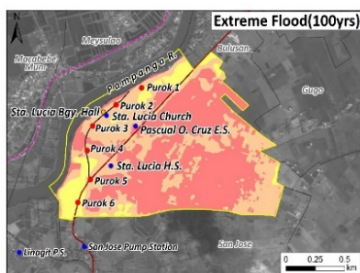 Extreme Flood(100yrs)
N
Meysulao
Bulusan
Macabebe
Mun.
Gugo
Pampanga R.
Purok 1
Purok 2
Sta. Lucia Bgy. Hall
Sta. Lucia Church
Purok 3
Pascual O. Cruz E.S.
Purok 4
Sta. Lucia H.S.
Purok 5
Purok 6
San Jose Pump Station
San Jose
0 0.25 0.5
km